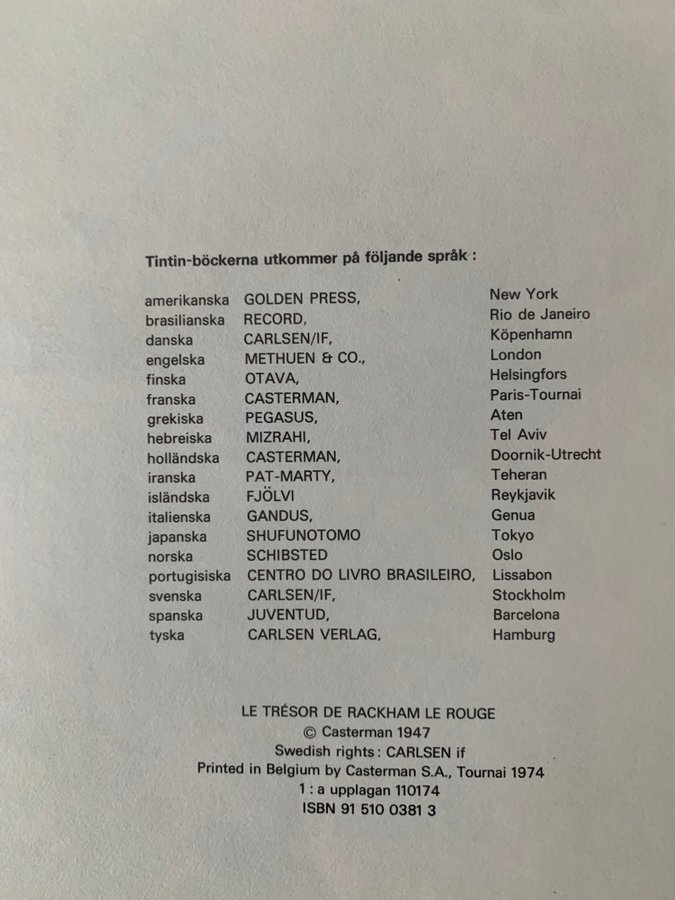 Tintin-böckerna utkommer på följande språk :
amerikanska GOLDEN PRESS, New York
brasilianska RECORD, Rio de Janeiro
danska CARLSEN/IF, Köpenhamn
engelska METHUEN & CO., London
finska OTAVA, Helsingfors
franska CASTERMAN, Paris-Tournai
grekiska PEGASUS, Aten
hebreiska MIZRAHI, Tel Aviv
holländska CASTERMAN, Doornik-Utrecht
iranska PAT-MARTY, Teheran
isländska FJÖLVI Reykjavik
italienska GANDUS, Genua
japanska SHUFUNOTOMO Tokyo
norska SCHIBSTED Oslo
portugisiska CENTRO DO LIVRO BRASILEIRO, Lissabon
svenska CARLSEN/IF, Stockholm
spanska JUVENTUD, Barcelona
tyska CARLSEN VERLAG, Hamburg
LE TRÉSOR DE RACKHAM LE ROUGE
© Casterman 1947
Swedish rights : CARLSEN if
Printed in Belgium by Casterman S.A., Tournai 1974
1 : a upplagan 110174
ISBN 91 510 0381 3